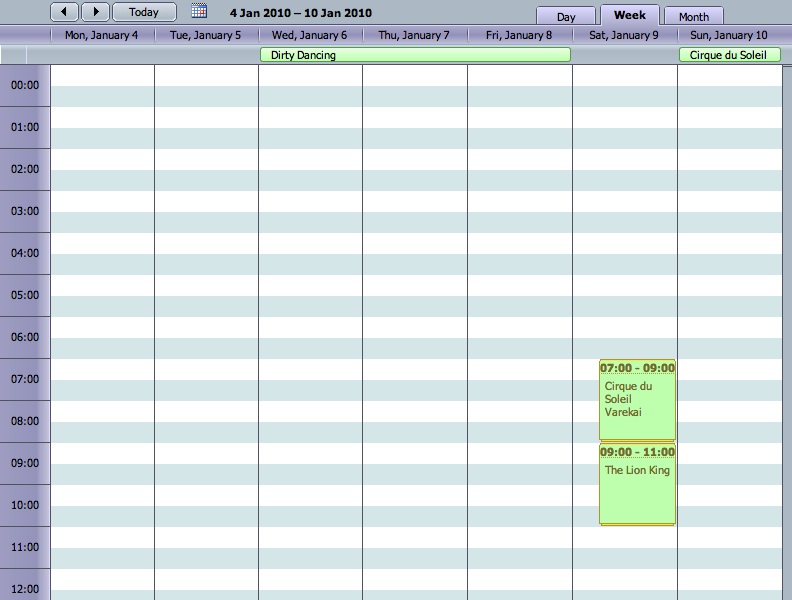 Today 4 Jan 2010 – 10 Jan 2010 Day Week Month
Mon, January 4 Tue, January 5 Wed, January 6 Thu, January 7 Fri, January 8 Sat, January 9 Sun, January 10
Dirty Dancing Cirque du Soleil
00:00
01:00
02:00
03:00
04:00
05:00
06:00
07:00 - 09:00
07:00
Cirque du
Soleil
Varekai
08:00
09:00 - 11:00
09:00
The Lion King
10:00
11:00
12:00